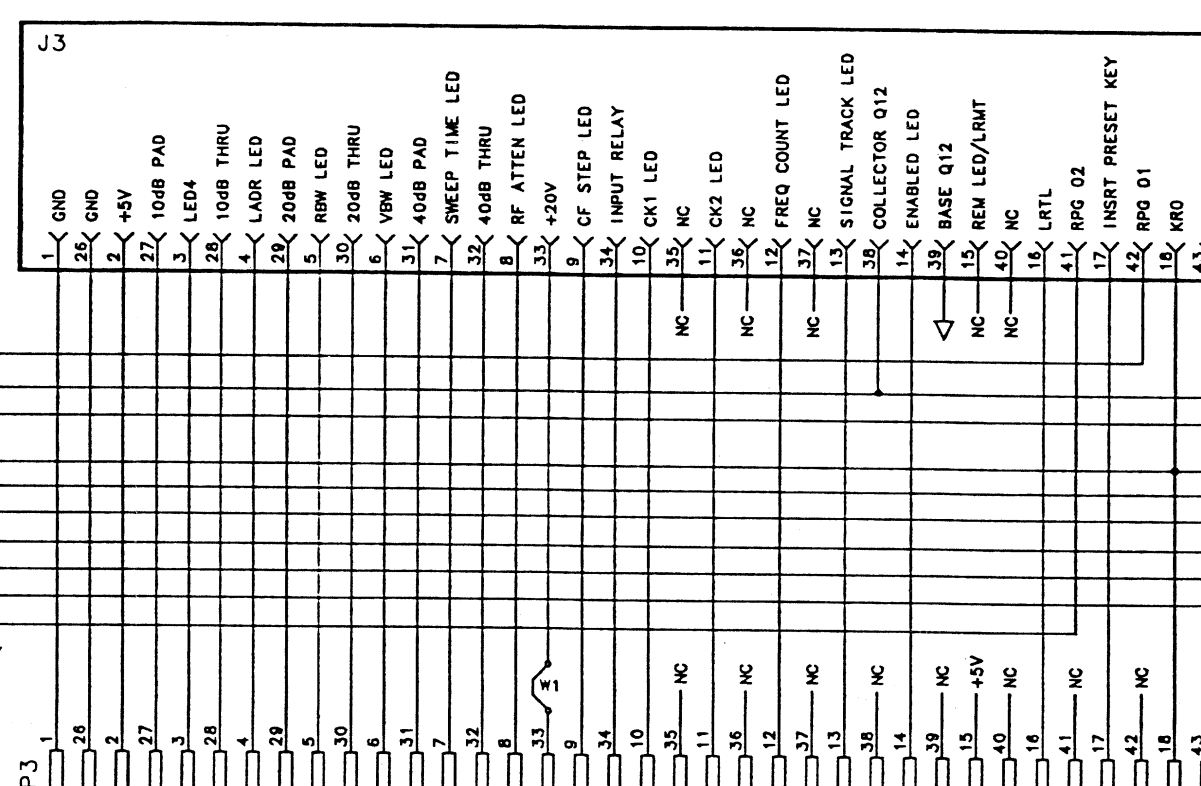 J3
GND
GND
+5V
10dB PAD
LED4
10dB THRU
LADR LED
20dB PAD
RBW LED
20dB THRU
VBW LED
40dB PAD
SWEEP TIME LED
40dB THRU
RF ATTEN LED
+20V
CF STEP LED
INPUT RELAY
CK1 LED
NC
CK2 LED
NC
FREQ COUNT LED
NC
SIGNAL TRACK LED
COLLECTOR Q12
ENABLED LED
BASE Q12
REM LED/LRMT
NC
LRTL
RPG 02
INSRT PRESET KEY
RPG 01
KR0
1
26
2
27
3
28
4
29
5
30
6
31
7
32
8
33
9
34
10
35
11
36
12
37
13
38
14
39
15
40
16
41
17
42
18
43
NC
NC
NC
NC
NC
W1
NC
NC
NC
NC
NC
+5V
NC
NC
NC
P3
1
26
2
27
3
28
4
29
5
30
6
31
7
32
8
33
9
34
10
35
11
36
12
37
13
38
14
39
15
40
16
41
17
42
18
43